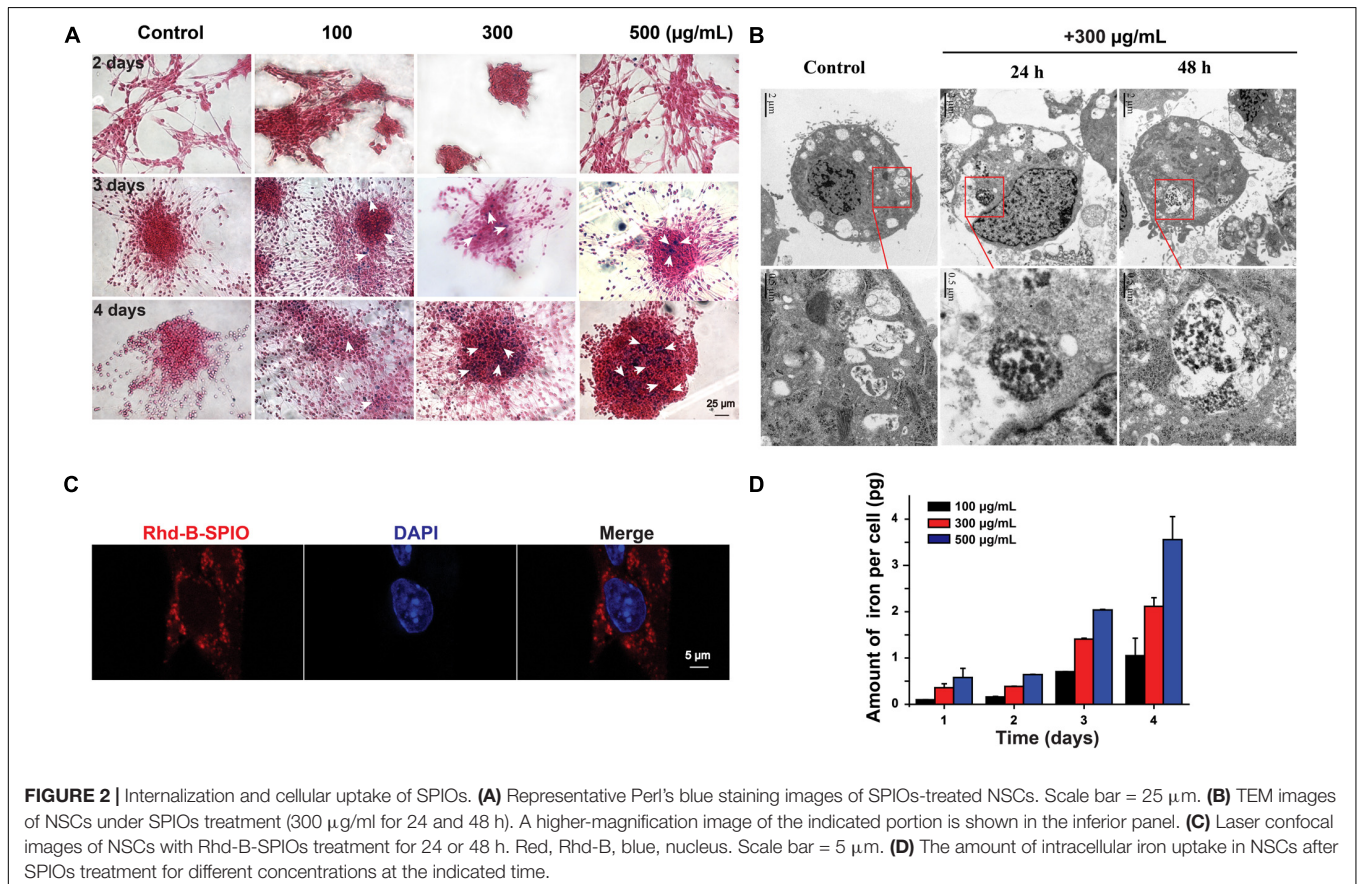 A
Control 100 300 500 (µg/mL)
2 days
3 days
4 days
25 µm
B
+300 µg/mL
Control 24 h 48 h
2 µm 2 µm 2 µm
0.5 µm 0.5 µm 0.5 µm
C
Rhd-B-SPIO DAPI Merge
5 µm
D
100 µg/mL
300 µg/mL
500 µg/mL
Amount of iron per cell (pg)
4
3
2
1
0
1 2 3 4
Time (days)
FIGURE 2 | Internalization and cellular uptake of SPIOs. (A) Representative Perl's blue staining images of SPIOs-treated NSCs. Scale bar = 25 µm. (B) TEM images
of NSCs under SPIOs treatment (300 µg/ml for 24 and 48 h). A higher-magnification image of the indicated portion is shown in the inferior panel. (C) Laser confocal
images of NSCs with Rhd-B-SPIOs treatment for 24 or 48 h. Red, Rhd-B, blue, nucleus. Scale bar = 5 µm. (D) The amount of intracellular iron uptake in NSCs after
SPIOs treatment for different concentrations at the indicated time.